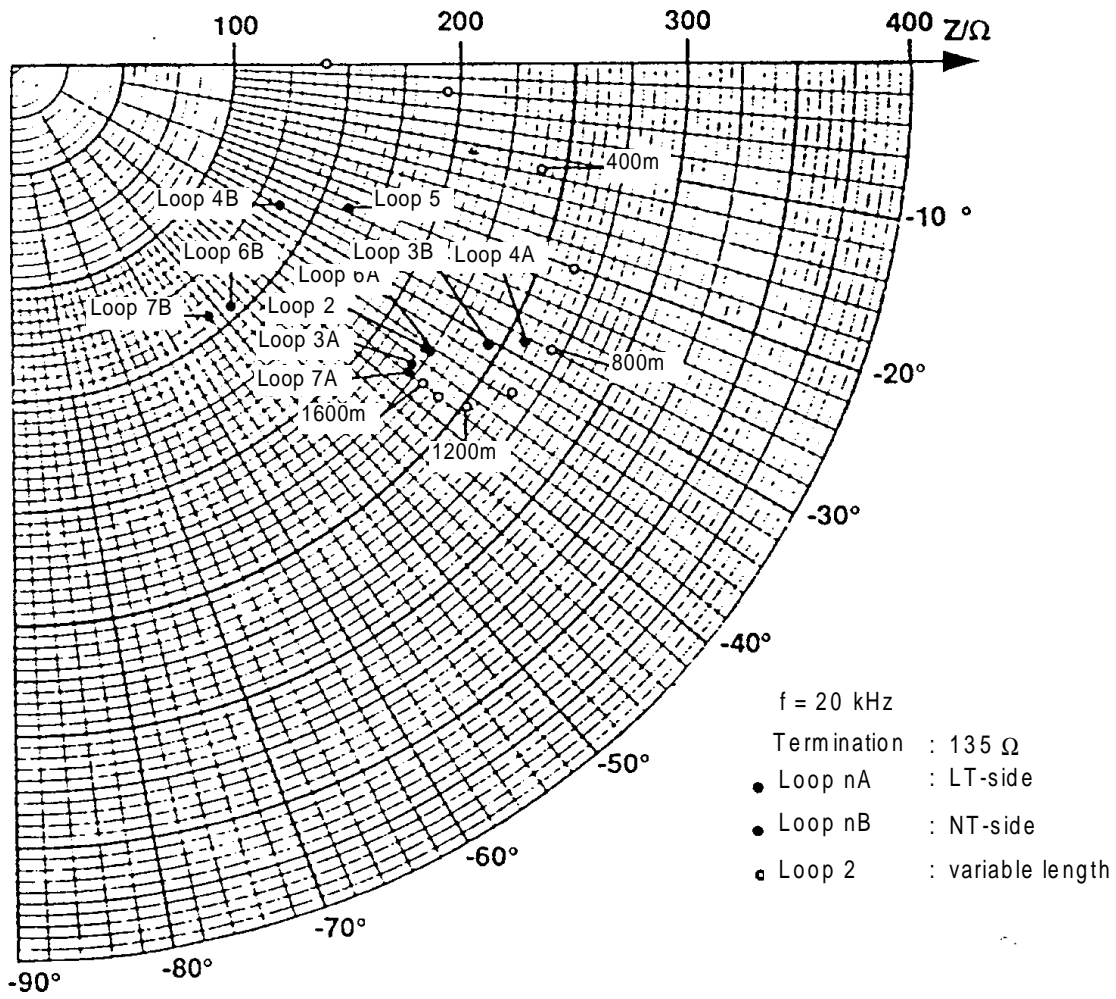 100 200 300 400 Z/Ω
400m
Loop 4B Loop 5
-10 °
Loop 6B Loop 3B Loop 4A
Loop 6A
Loop 7B Loop 2
Loop 3A
800m
-20°
Loop 7A
1600m
1200m
-30°
-40°
-50°
-60°
-70°
-80°
-90°
f = 20 kHz
Termination : 135 Ω
Loop nA : LT-side
Loop nB : NT-side
Loop 2 : variable length